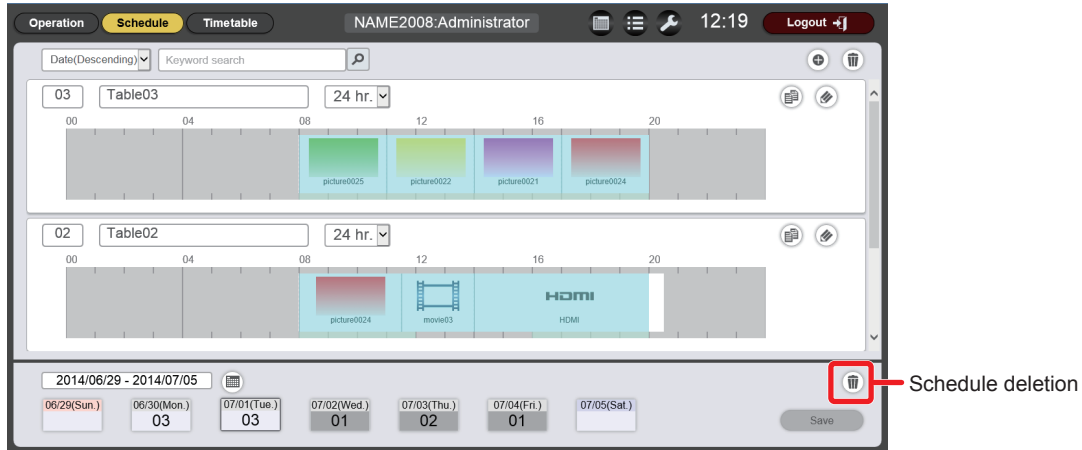 Operation Schedule Timetable NAME2008:Administrator 12:19 Logout
Date(Descending) Keyword search
03 Table03 24 hr.
00 04 08 12 16 20
picture0025 picture0022 picture0021 picture0024
02 Table02 24 hr.
00 04 08 12 16 20
HDMI
picture0024 movie03 HDMI
2014/06/29 - 2014/07/05
Schedule deletion
06/29(Sun.) 06/30(Mon.) 07/01(Tue.) 07/02(Wed.) 07/03(Thu.) 07/04(Fri.) 07/05(Sat.)
03 03 01 02 01 Save